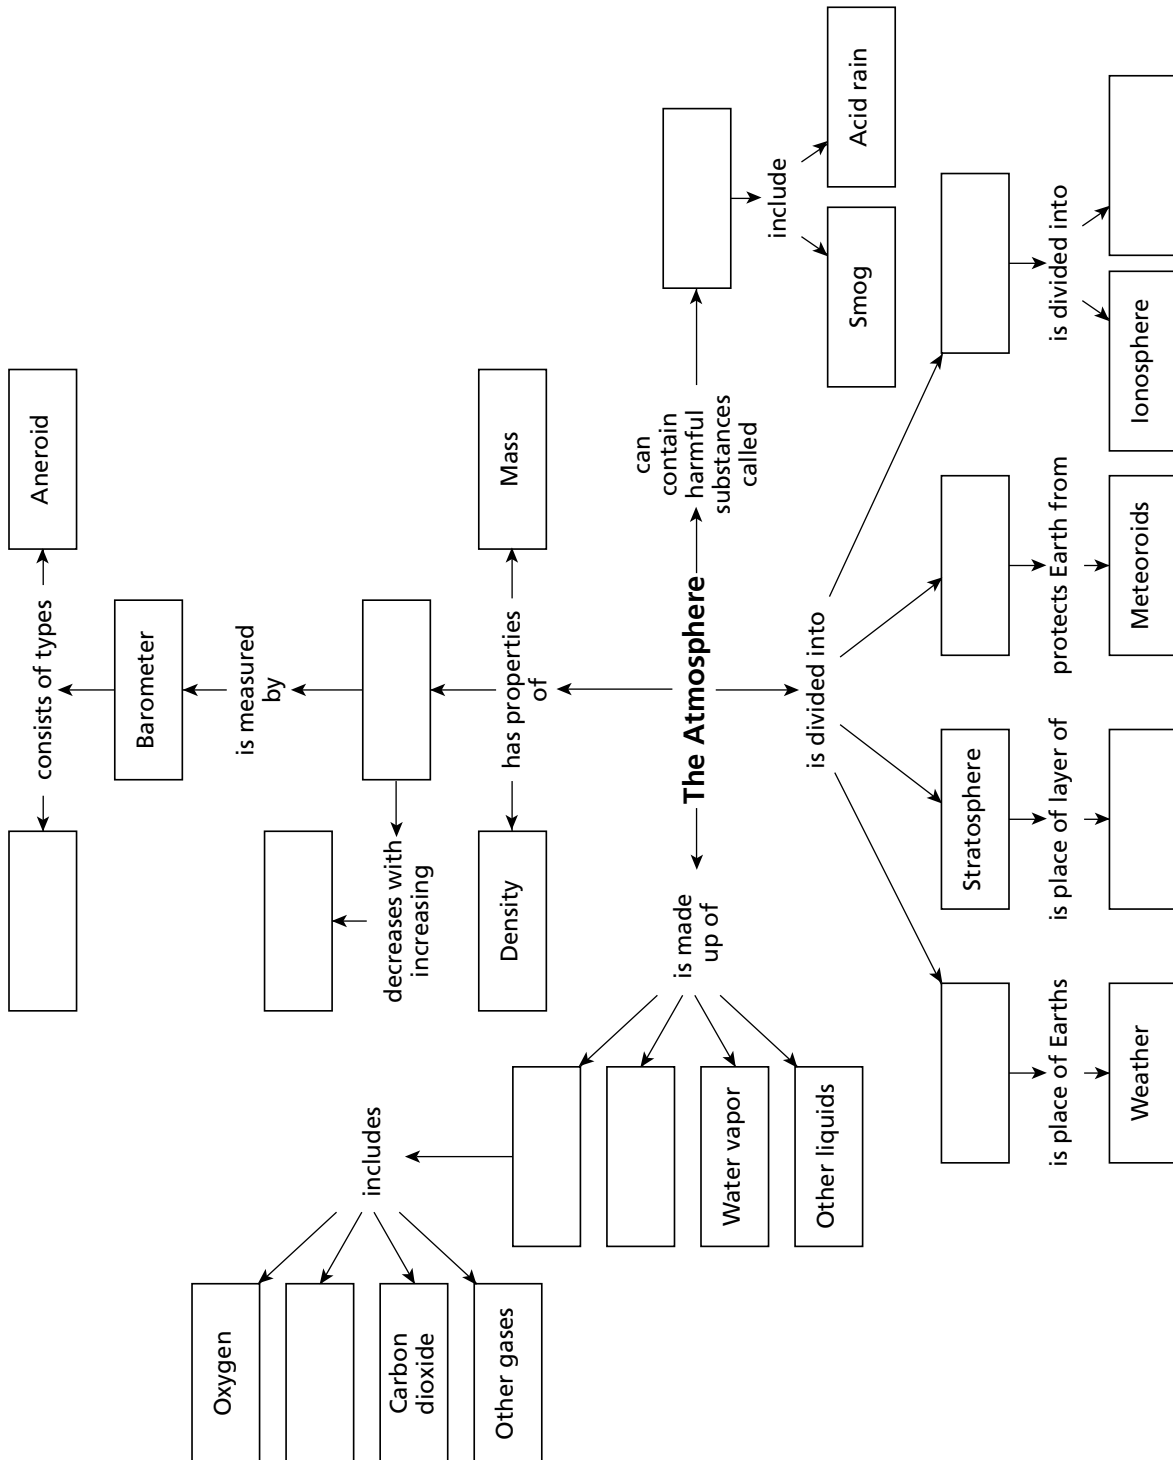 Aneroid
consists of types
Barometer
is measured
by
decreases with
increasing
Mass
has properties
of
Density
Acid rain
include
Smog
can
contain
harmful
substances
called
The Atmosphere
is made
up of
includes
Oxygen
Carbon
dioxide
Other gases
Water vapor
Other liquids
is divided into
Stratosphere
is divided into
protects Earth from
is place of layer of
is place of Earths
Ionosphere
Meteoroids
Weather